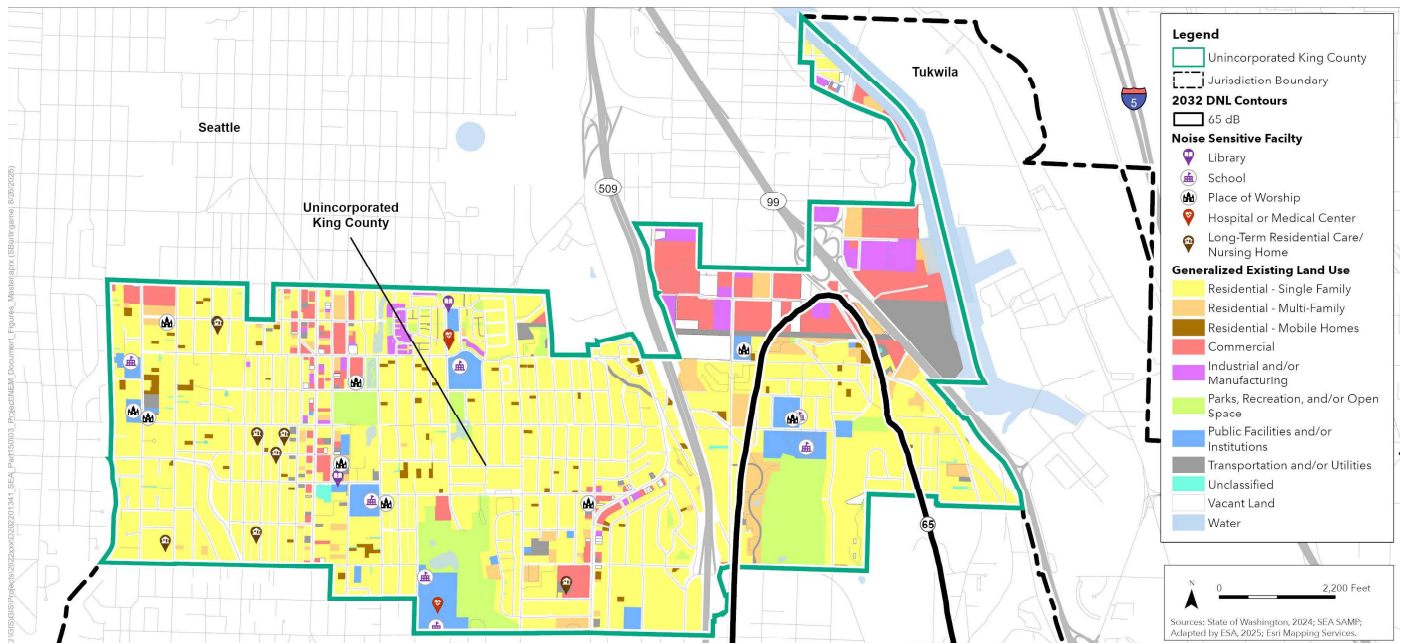 Seattle
Unincorporated
King County
509
99
Tukwila
5
65
Legend
Unincorporated King County
Jurisdiction Boundary
2032 DNL Contours
65 dB
Noise Sensitive Facilty
Library
School
Place of Worship
Hospital or Medical Center
Long-Term Residential Care/
Nursing Home
Generalized Existing Land Use
Residential - Single Family
Residential - Multi-Family
Residential - Mobile Homes
Commercial
Industrial and/or
Manufacturing
Parks, Recreation, and/or Open
Space
Public Facilities and/or
Institutions
Transportation and/or Utilities
Unclassified
Vacant Land
Water
N
0
2,200 Feet
Sources: State of Washington, 2024; SEA SAMP;
Adapted by ESA, 2025; Esri Mapping Services.